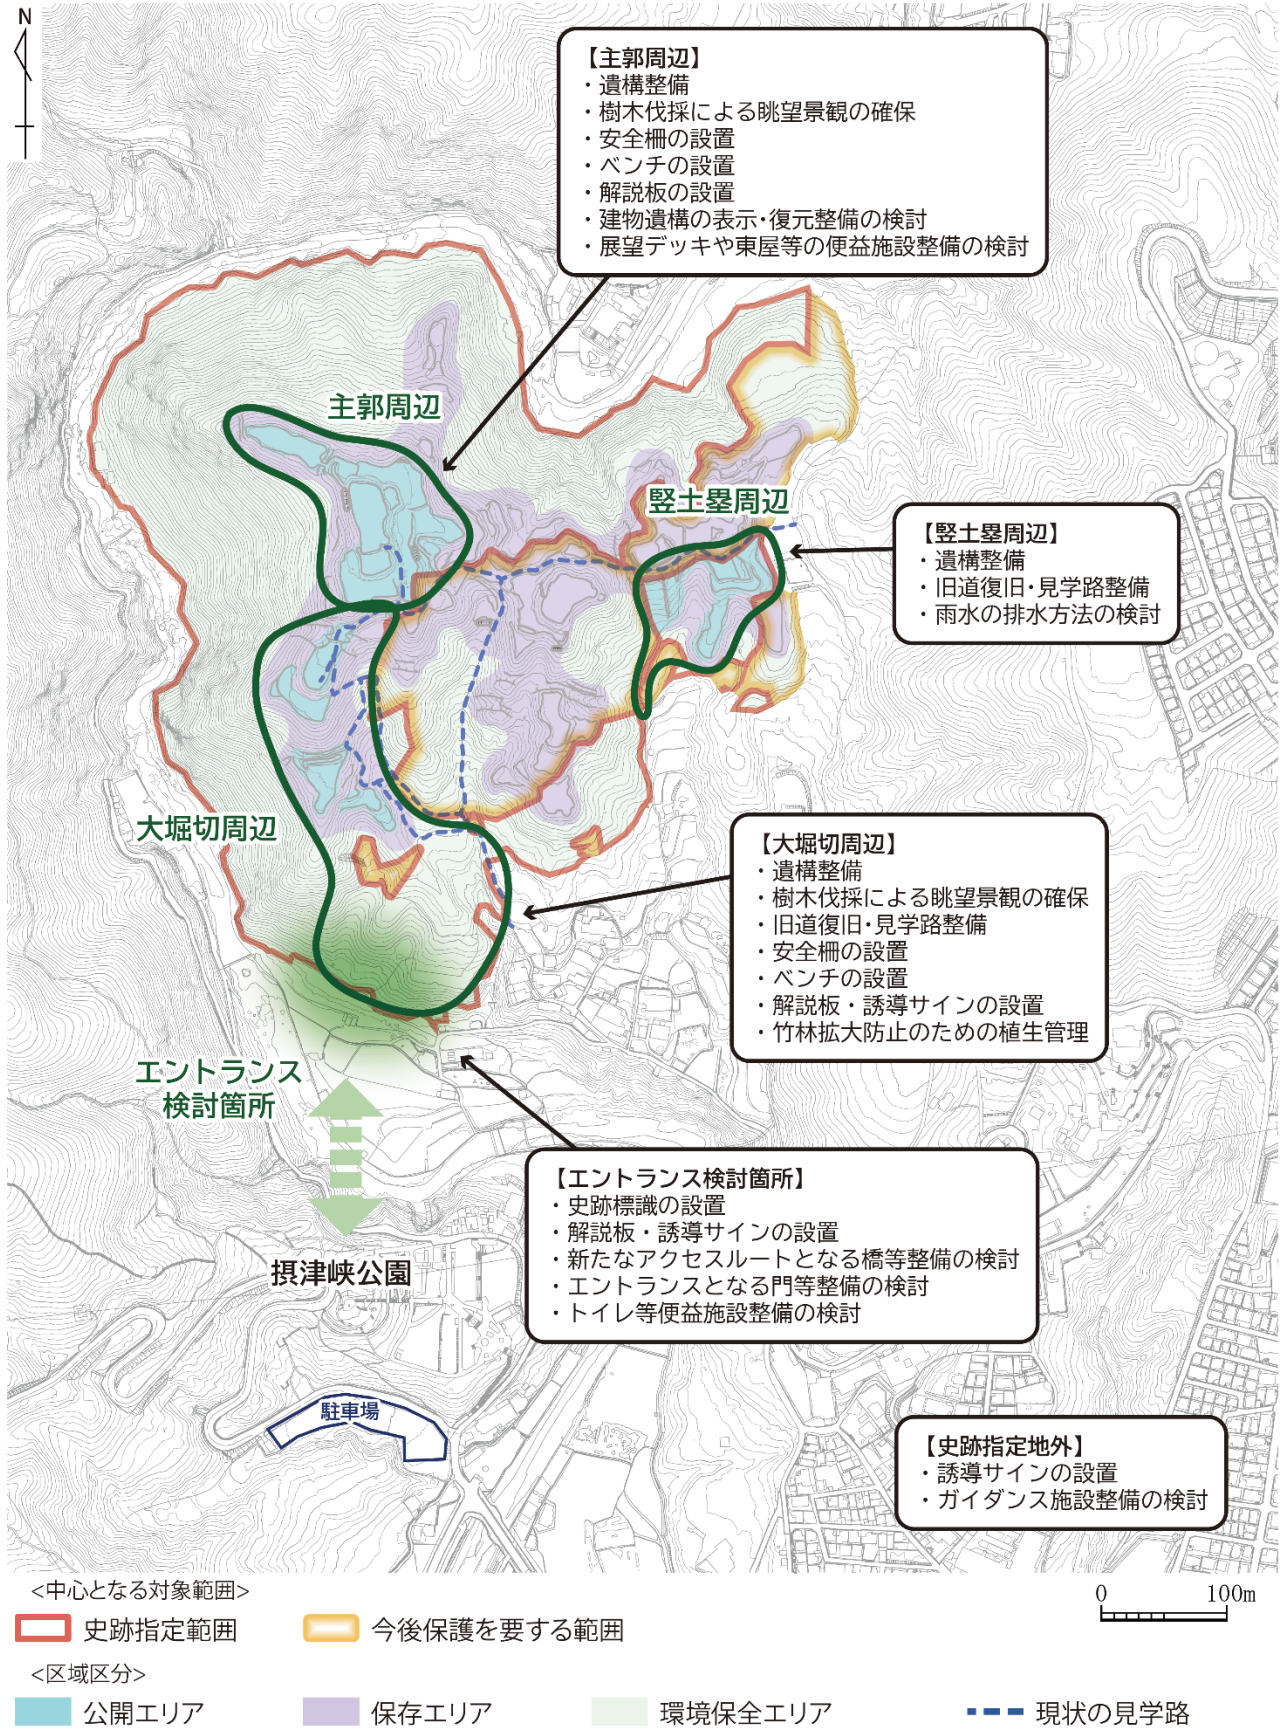 N
【主郭周辺】
・遺構整備
・樹木伐採による眺望景観の確保
・安全柵の設置
・ベンチの設置
・解説板の設置
・建物遺構の表示・復元整備の検討
・展望デッキや東屋等の便益施設整備の検討
主郭周辺
竪土塁周辺
【竪土塁周辺】
・遺構整備
・旧道復旧・見学路整備
・雨水の排水方法の検討
大堀切周辺
【大堀切周辺】
・遺構整備
・樹木伐採による眺望景観の確保
・旧道復旧・見学路整備
・安全柵の設置
・ベンチの設置
・解説板・誘導サインの設置
・竹林拡大防止のための植生管理
エントランス
検討箇所
【エントランス検討箇所】
・史跡標識の設置
・解説板・誘導サインの設置
・新たなアクセスルートとなる橋等整備の検討
・エントランスとなる門等整備の検討
・トイレ等便益施設整備の検討
摂津峡公園
駐車場
【史跡指定地外】
・誘導サインの設置
・ガイダンス施設整備の検討
<中心となる対象範囲>
0 100m
史跡指定範囲 今後保護を要する範囲
<区域区分>
公開エリア 保存エリア 環境保全エリア 現状の見学路